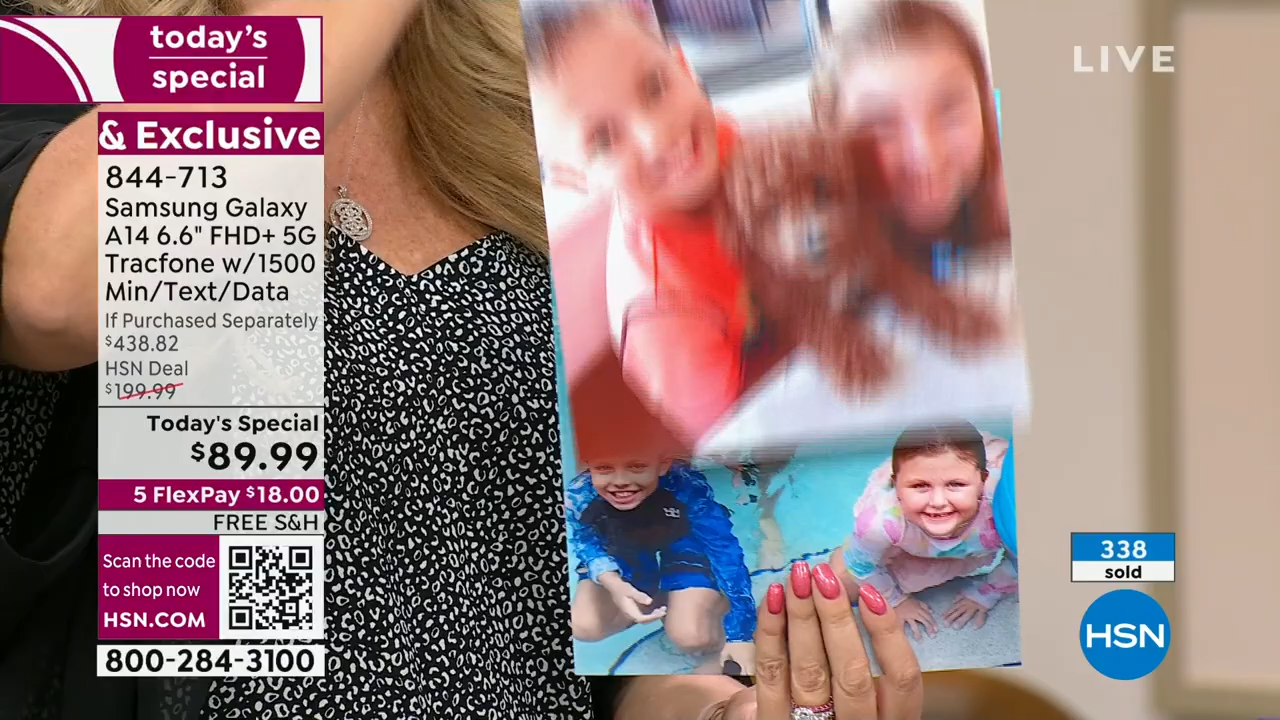 today's
special
& Exclusive
844-713
Samsung Galaxy
A14 6.6" FHD+ 5G
Tracfone w/1500
Min/Text/Data
If Purchased Separately
$438.82
HSN Deal
$199.99
Today's Special
$89.99
5 FlexPay $18.00
FREE S&H
Scan the code
to shop now
HSN.COM
800-284-3100
LIVE
338
sold
HSN